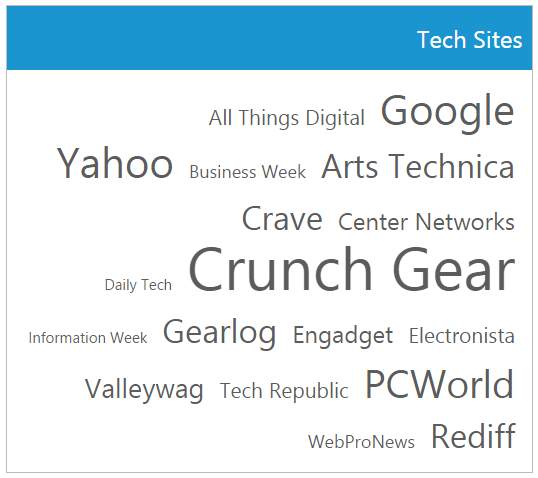 Tech Sites
All Things Digital Google
Yahoo Business Week Arts Technica
Crave Center Networks
Daily Tech Crunch Gear
Information Week Gearlog Engadget Electronista
Valleywag Tech Republic PCWorld
WebProNews Rediff